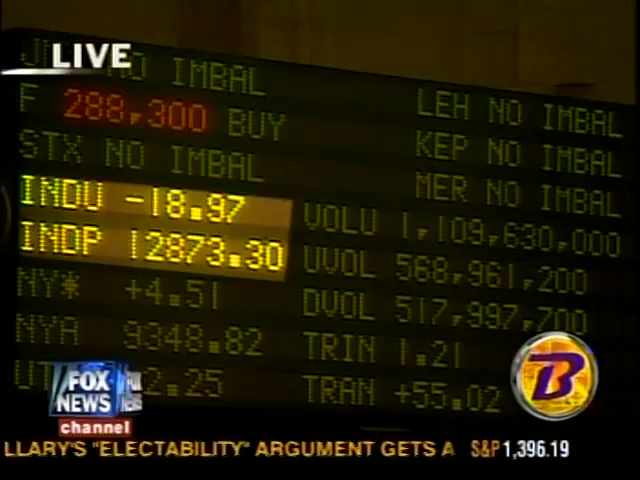 LIVE
NO IMBAL
F 288,300 BUY
STX NO IMBAL
INDU -18.97
INDP 12873.30
NY* +4.51
NYA 9348.82
2.25
LEH NO IMBAL
KEP NO IMBAL
MER NO IMBAL
VOLU 1,109,630,000
UVOL 568,961,200
DVOL 517,997,700
TRIN 1.21
TRAN +55.02
FOX
NEWS
channel
B
LLARY'S "ELECTABILITY" ARGUMENT GETS A S&P 1,396.19